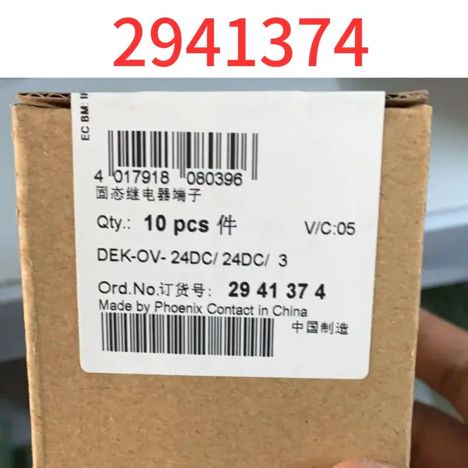 2941374
EC BM:
4 017918 080396
固态继电器端子
Qty.: 10 pcs 件 V/C:05
DEK-OV- 24DC/ 24DC/ 3
Ord.No.订货号: 29 41 37 4
Made by Phoenix Contact in China
中国制造